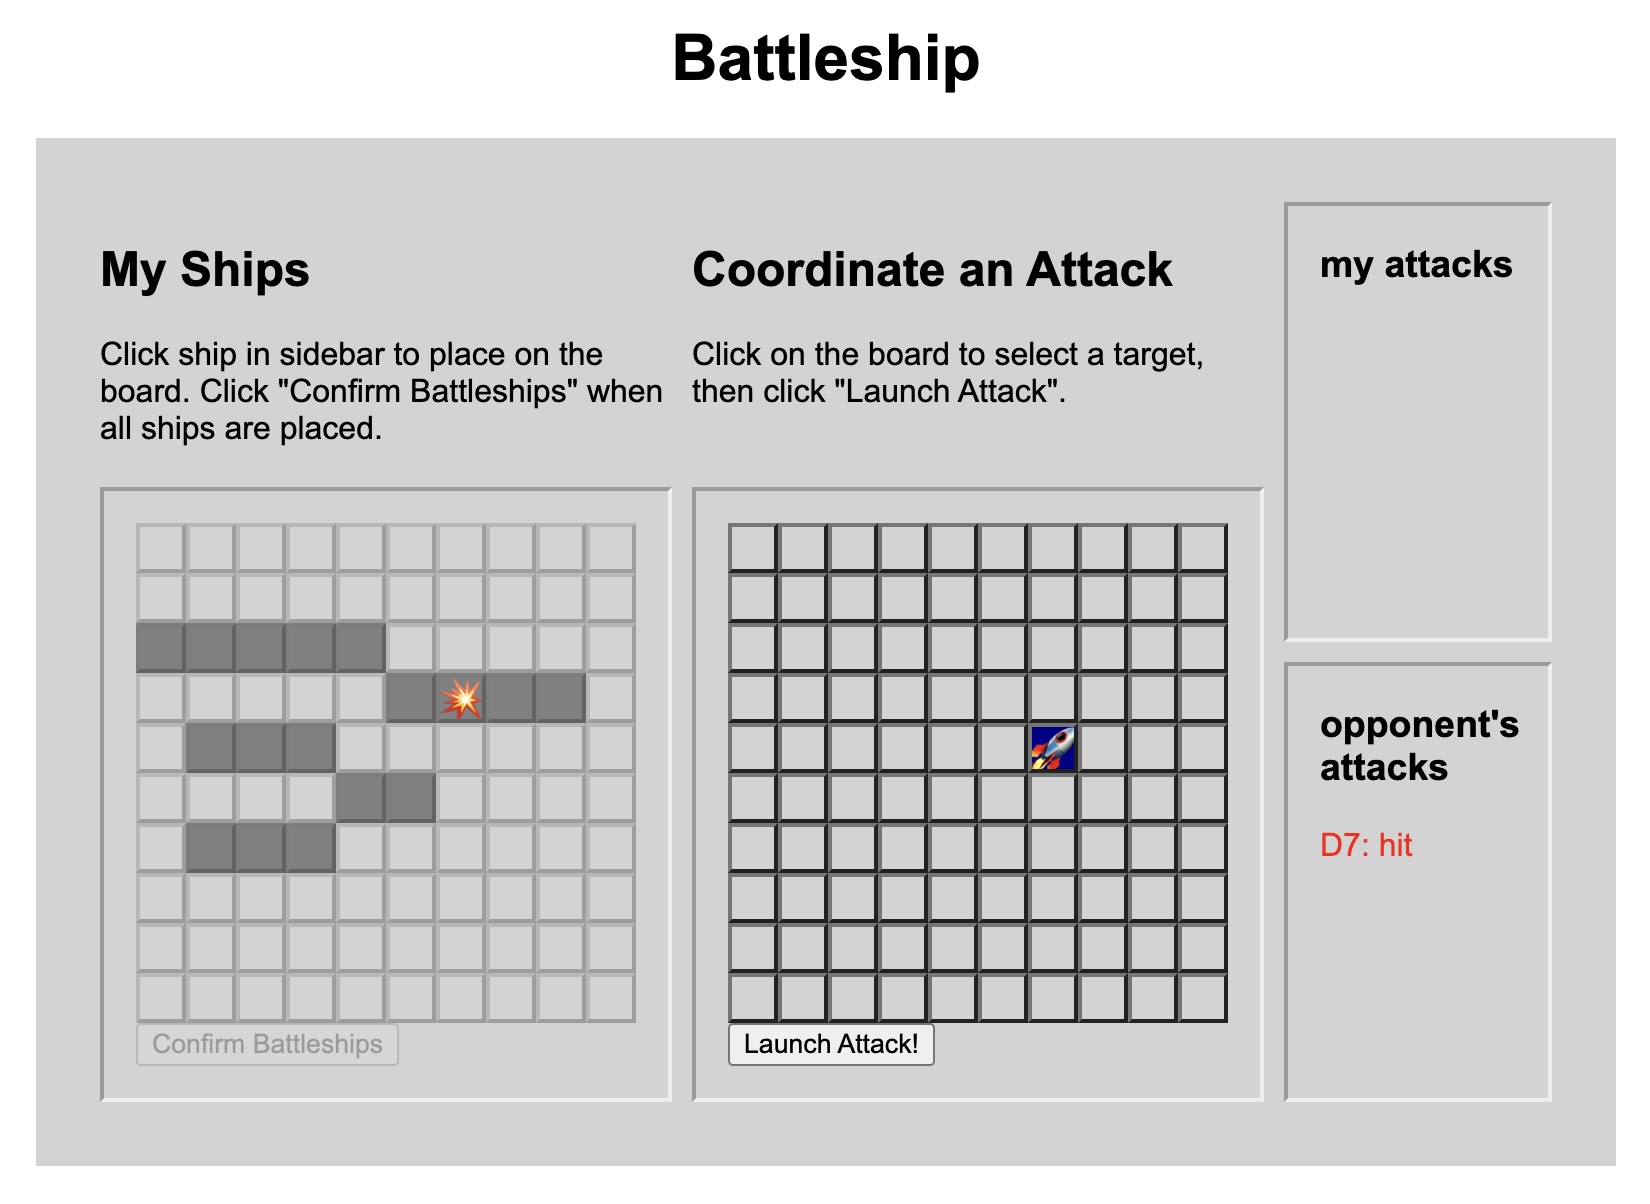 Battleship
My Ships
Click ship in sidebar to place on the
board. Click "Confirm Battleships" when
all ships are placed.
Confirm Battleships
Coordinate an Attack
Click on the board to select a target,
then click "Launch Attack".
Launch Attack!
my attacks
opponent's
attacks
D7: hit